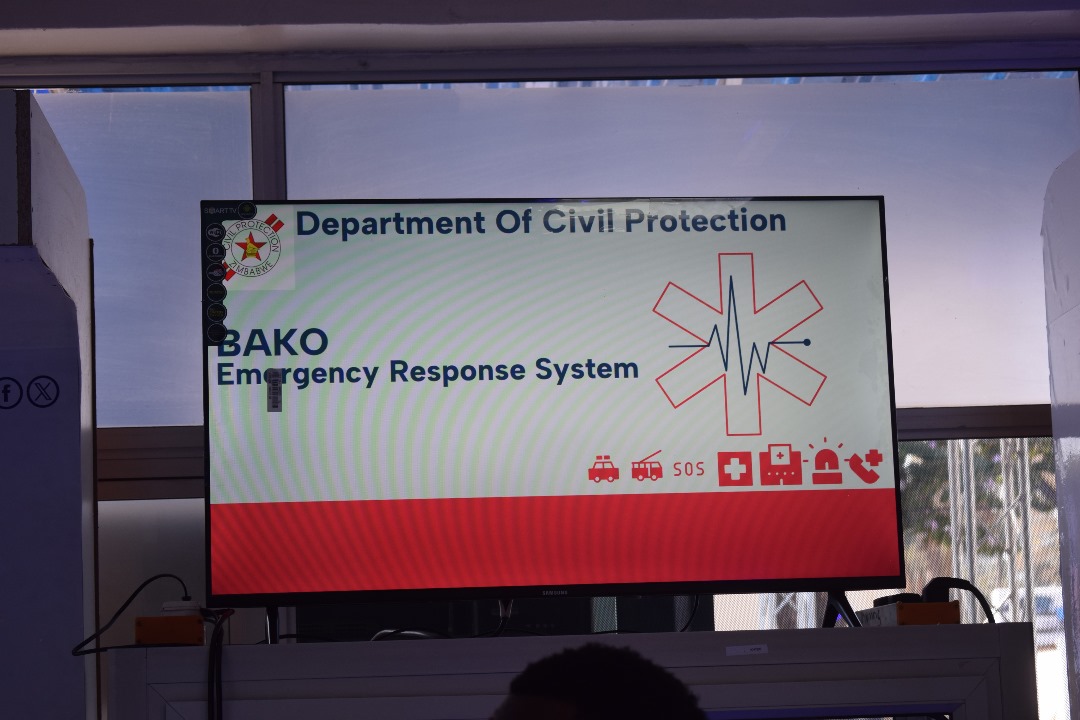 SMART TV
Department Of Civil Protection
CIVIL PROTECTION
ZIMBABWE
BAKO
Emergency Response System
SOS
SAMSUNG